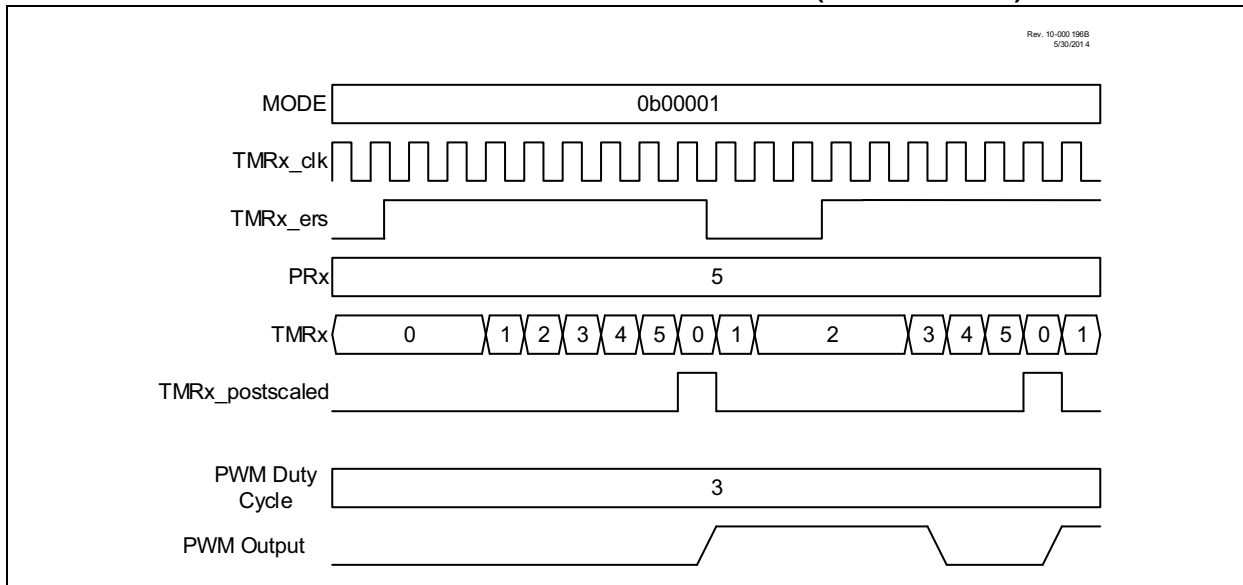 Rev. 10-000 196B
5/30/201 4
MODE 0b00001
TMRx_clk
TMRx_ers
PRx 5
TMRx 0 1 2 3 4 5 0 1 2 3 4 5 0 1
TMRx_postscaled
PWM Duty
Cycle 3
PWM Output